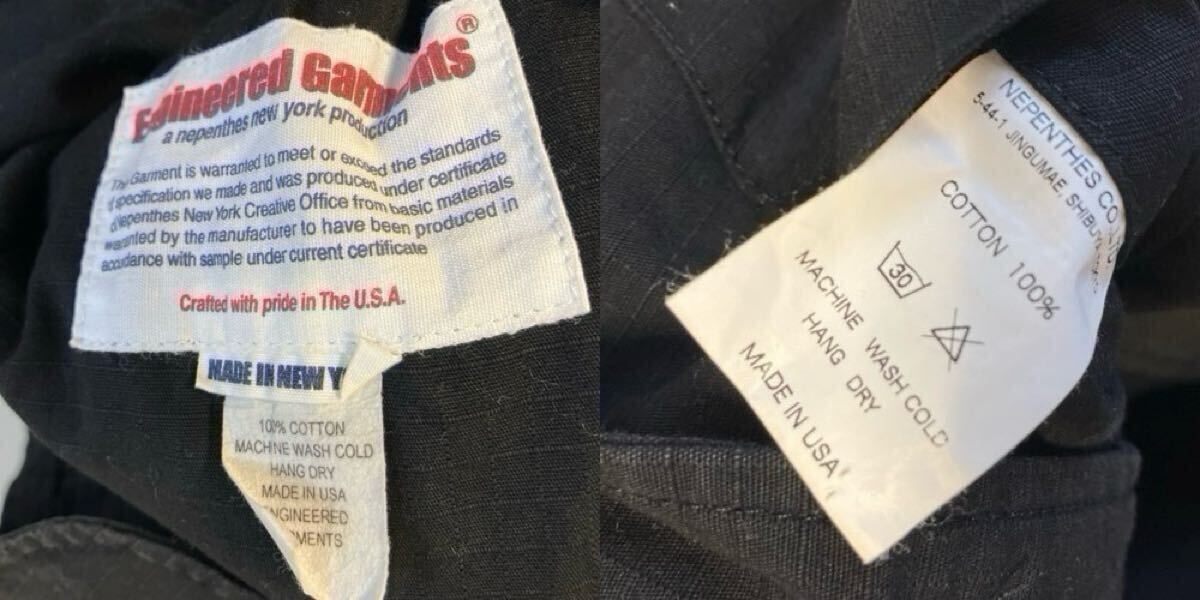 Engineered Garments ®
a nepenthes new york production
The Garment is warranted to meet or exceed the standards
of specification we made and was produced under certificate
of Nepenthes New York Creative Office from basic materials
warranted by the manufacturer to have been produced in
accordance with sample under current certificate
Crafted with pride in The U.S.A.
MADE IN NEW Y
100% COTTON
MACHINE WASH COLD
HANG DRY
MADE IN USA
NGINEERED
MENTS
NEPENTHES CO.
5-44-1 JINGUMAE, SHIBUYA
COTTON 100%
30
MACHINE WASH COLD
HANG DRY
MADE IN USA